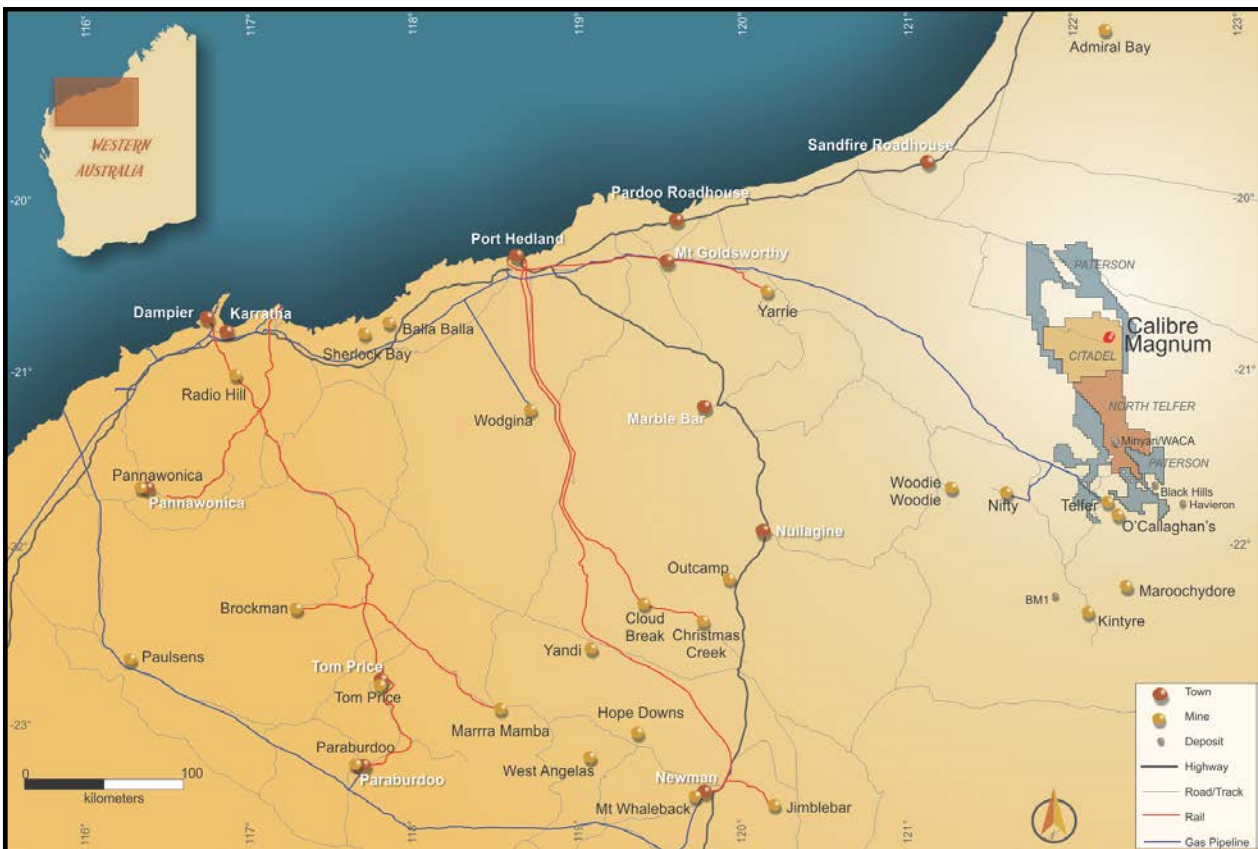 116°
117°
118°
119°
120°
121°
122°
123°
Admiral Bay
WESTERN
AUSTRALIA
Sandfire Roadhouse
-20°
Pardoo Roadhouse
-20°
Port Hedland
Mt Goldsworthy
PATERSON
Dampier
Karratha
Yarrie
Balla Balla
Sherlock Bay
Calibre
Magnum
CITADEL
-21°
Radio Hill
-21°
Wodgina
Marble Bar
NORTH TELFER
Minyari/WACA
PATERSON
Pannawonica
Pannawonica
Woodie
Woodie
Nifty
Telfer
Black Hills
Havieron
O'Callaghan's
Nullagine
-22°
-22°
Outcamp
Brockman
Cloud
Break
Christmas
Creek
BM1
Maroochydore
Kintyre
Paulsens
Yandi
Tom Price
Tom Price
Marrra Mamba
Hope Downs
-23°
Paraburdoo
Paraburdoo
West Angelas
Newman
Mt Whaleback
Jimblebar
0
100
kilometers
Town
Mine
Deposit
Highway
Road/Track
Rail
Gas Pipeline
116°
117°
118°
119°
120°
121°